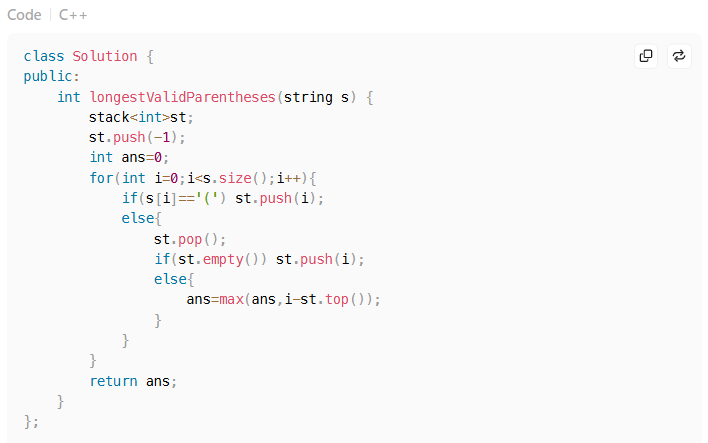 Code | C++
class Solution {
public:
    int longestValidParentheses(string s) {
        stack<int>st;
        st.push(-1);
        int ans=0;
        for(int i=0;i<s.size();i++){
            if(s[i]=='(') st.push(i);
            else{
                st.pop();
                if(st.empty()) st.push(i);
                else{
                    ans=max(ans,i-st.top());
                }
            }
        }
        return ans;
    }
};